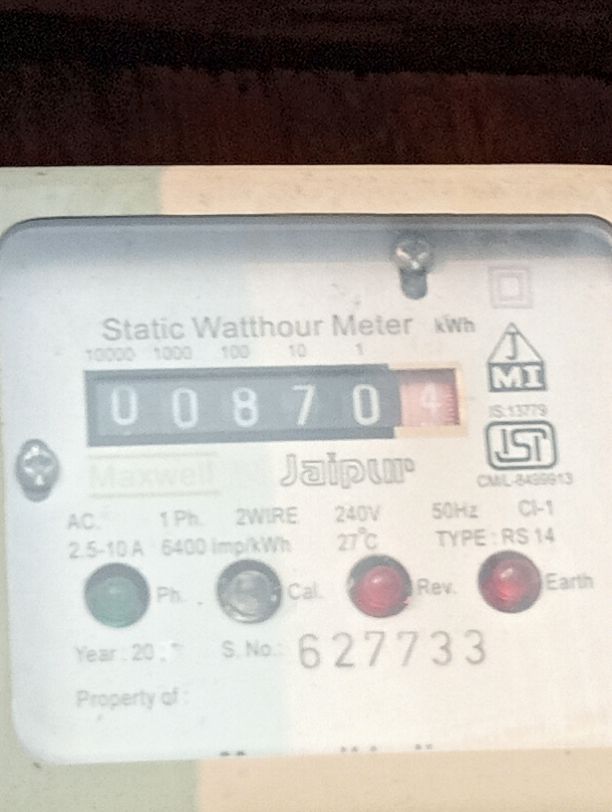 Static Watthour Meter kWh
10000 1000 100 10 1
0 0 8 7 0 4
J
MI
IS:13779
ISI
CM/L-8499913
Maxwell Jaipur
AC. 1 Ph. 2WIRE 240V 50Hz Cl-1
2.5-10 A 6400 imp/kWh 27°C TYPE : RS 14
Ph. Cal. Rev. Earth
Year : 20 S. No.: 627733
Property of :